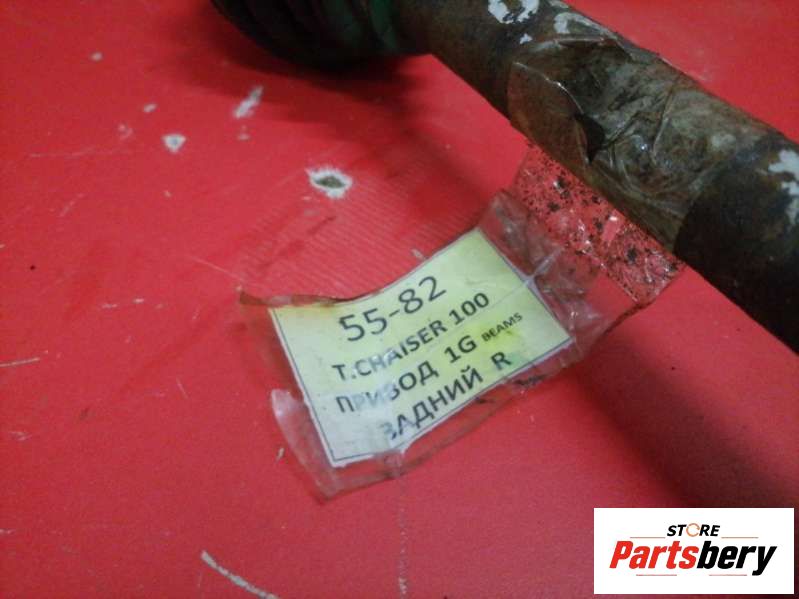 55-82
T.CHAISER 100
ПРИВОД 1G BEAMS
ЗАДНИЙ R
STORE
Partsbery